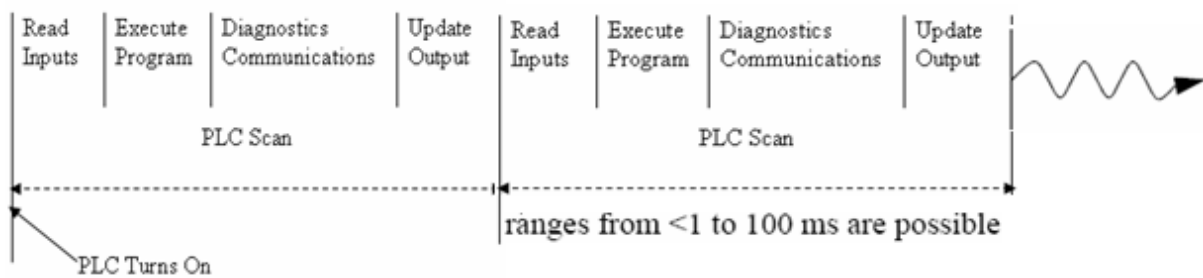 Read Inputs
Execute Program
Diagnostics Communications
Update Output
Read Inputs
Execute Program
Diagnostics Communications
Update Output
PLC Scan
PLC Scan
ranges from <1 to 100 ms are possible
PLC Turns On